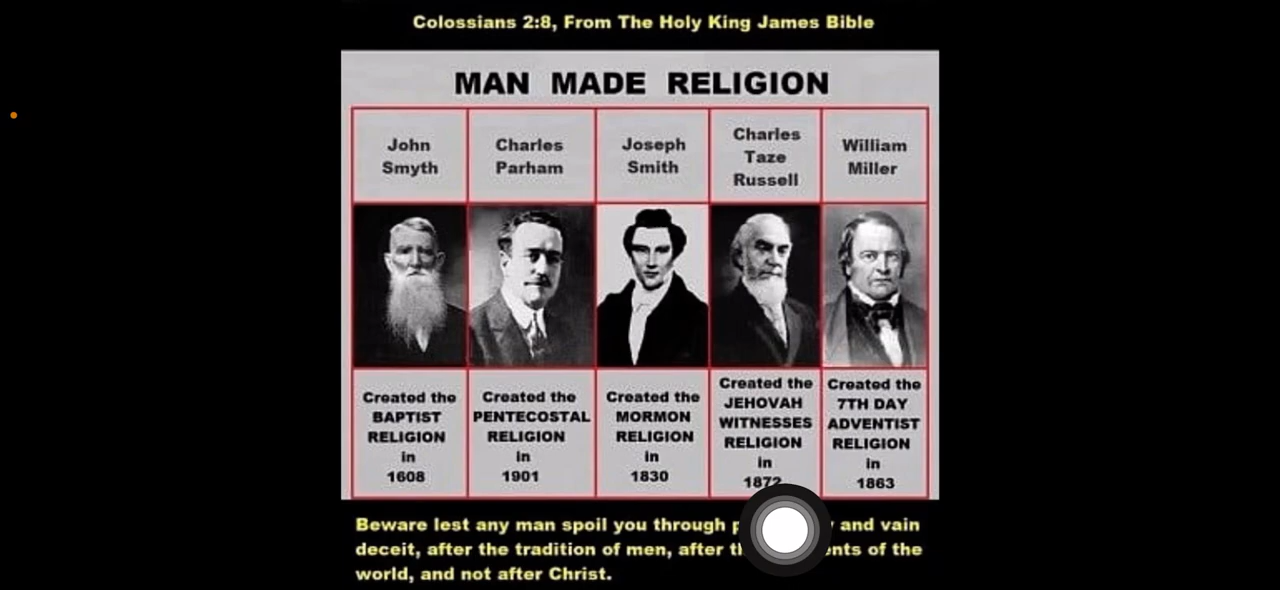 Colossians 2:8, From The Holy King James Bible
MAN MADE RELIGION
John
Smyth
Charles
Parham
Joseph
Smith
Charles
Taze
Russell
William
Miller
Created the
BAPTIST
RELIGION
in
1608
Created the
PENTECOSTAL
RELIGION
in
1901
Created the
MORMON
RELIGION
in
1830
Created the
JEHOVAH
WITNESSES
RELIGION
in
1872
Created the
7TH DAY
ADVENTIST
RELIGION
in
1863
Beware lest any man spoil you through and vain
deceit, after the tradition of men, after of the
world, and not after Christ.